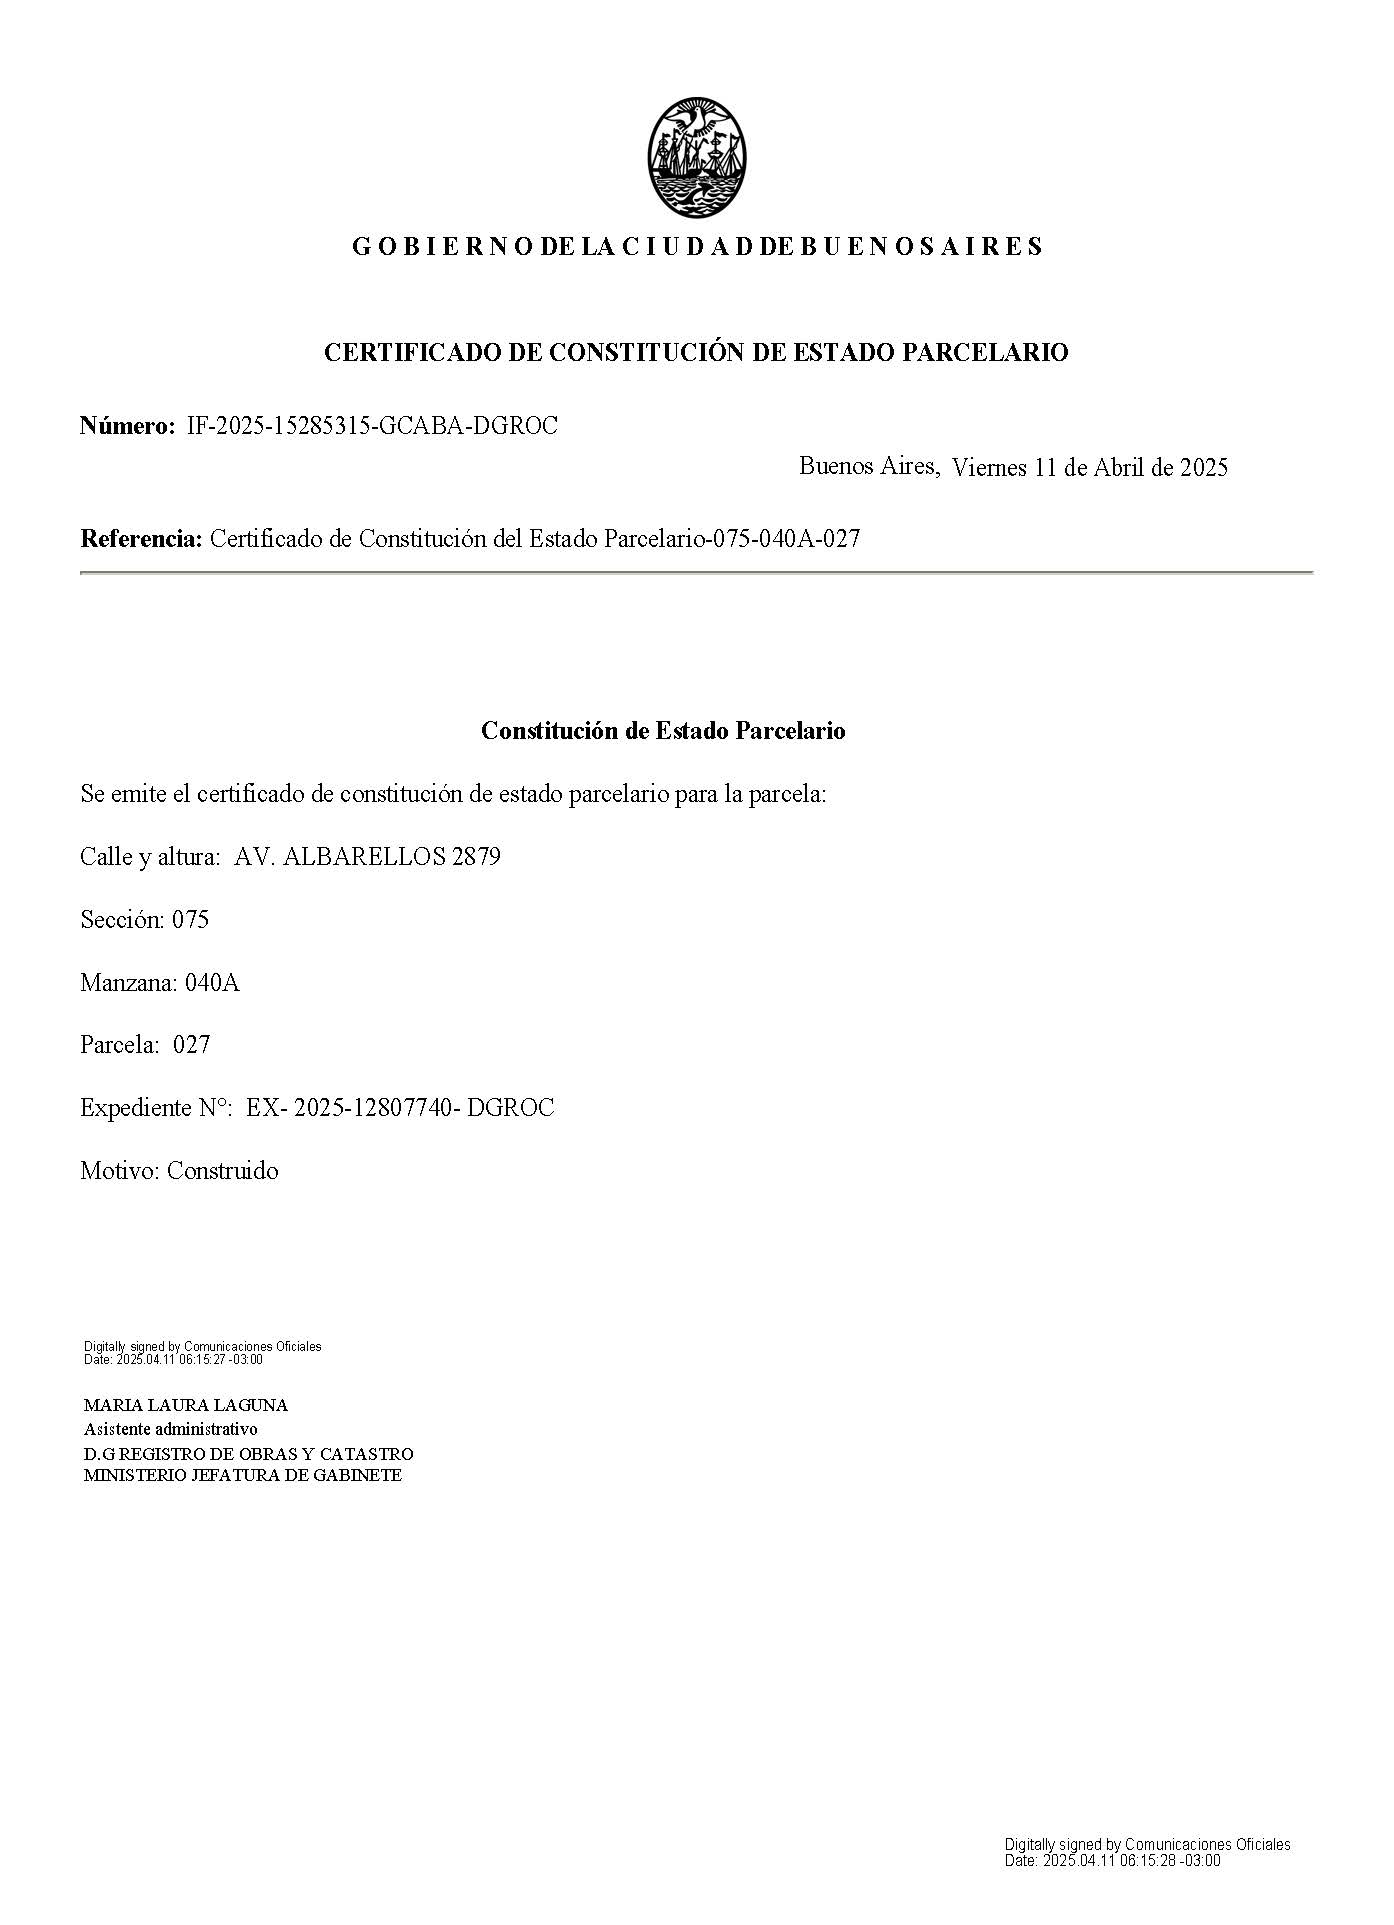 GOBIERNO DE LA CIUDAD DE BUENOS AIRES
CERTIFICADO DE CONSTITUCIÓN DE ESTADO PARCELARIO
Número: IF-2025-15285315-GCABA-DGROC
Buenos Aires, Viernes 11 de Abril de 2025
Referencia: Certificado de Constitución del Estado Parcelario-075-040A-027
Constitución de Estado Parcelario
Se emite el certificado de constitución de estado parcelario para la parcela:
Calle y altura: AV. ALBARELLOS 2879
Sección: 075
Manzana: 040A
Parcela: 027
Expediente N°: EX- 2025-12807740- DGROC
Motivo: Construido
Digitally signed by Comunicaciones Oficiales
Date: 2025.04.11 06:15:27 -03:00
MARIA LAURA LAGUNA
Asistente administrativo
D.G REGISTRO DE OBRAS Y CATASTRO
MINISTERIO JEFATURA DE GABINETE
Digitally signed by Comunicaciones Oficiales
Date: 2025.04.11 06:15:28 -03:00